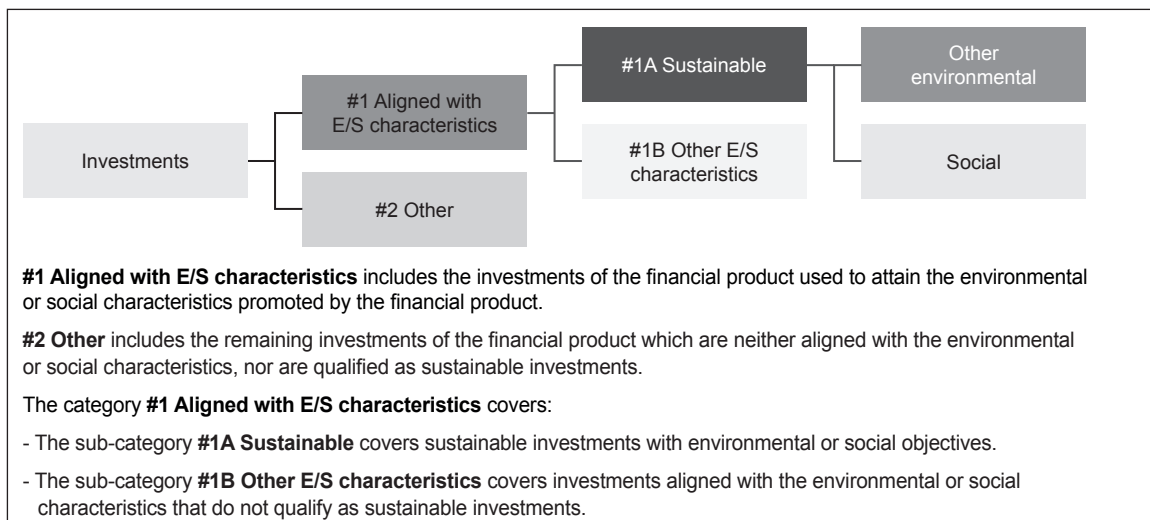 Investments
#1 Aligned with
E/S characteristics
#2 Other
#1A Sustainable
#1B Other E/S
characteristics
Other
environmental
Social
#1 Aligned with E/S characteristics includes the investments of the financial product used to attain the environmental
or social characteristics promoted by the financial product.
#2 Other includes the remaining investments of the financial product which are neither aligned with the environmental
or social characteristics, nor are qualified as sustainable investments.
The category #1 Aligned with E/S characteristics covers:
- The sub-category #1A Sustainable covers sustainable investments with environmental or social objectives.
- The sub-category #1B Other E/S characteristics covers investments aligned with the environmental or social
characteristics that do not qualify as sustainable investments.